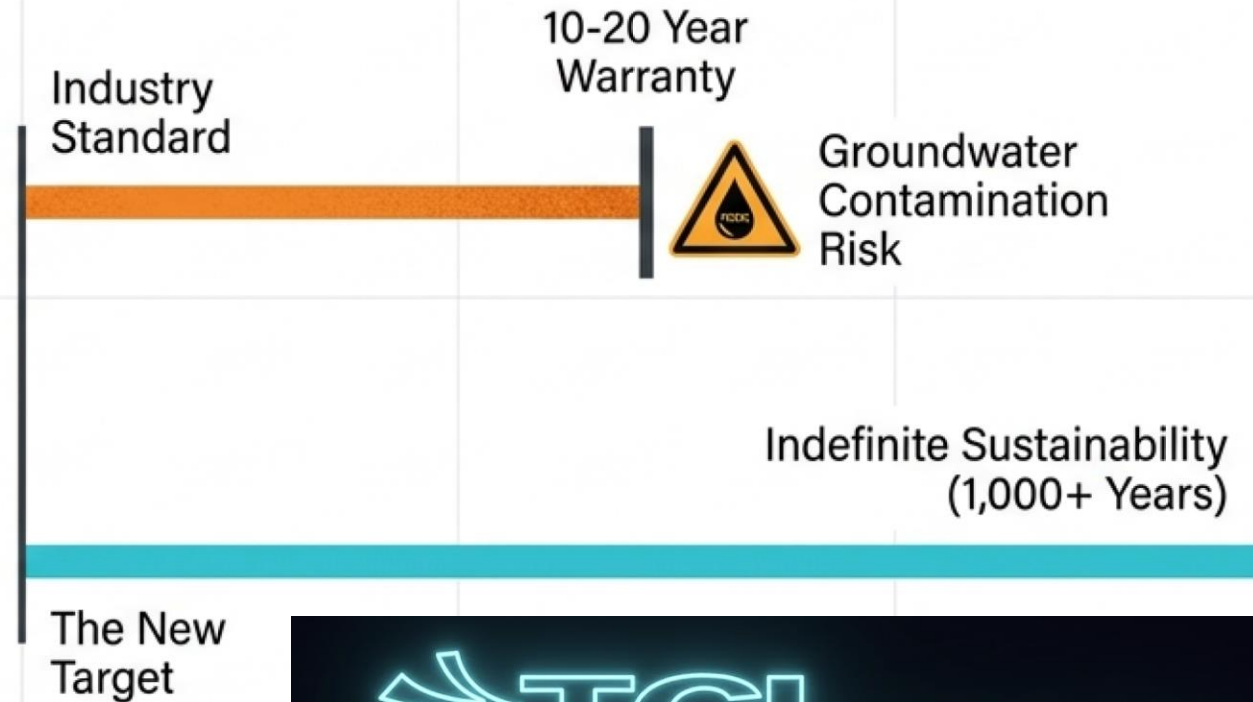 10-20 Year
Warranty
Industry
Standard
Groundwater
Contamination
Risk
Indefinite Sustainability
(1,000+ Years)
The New
Target